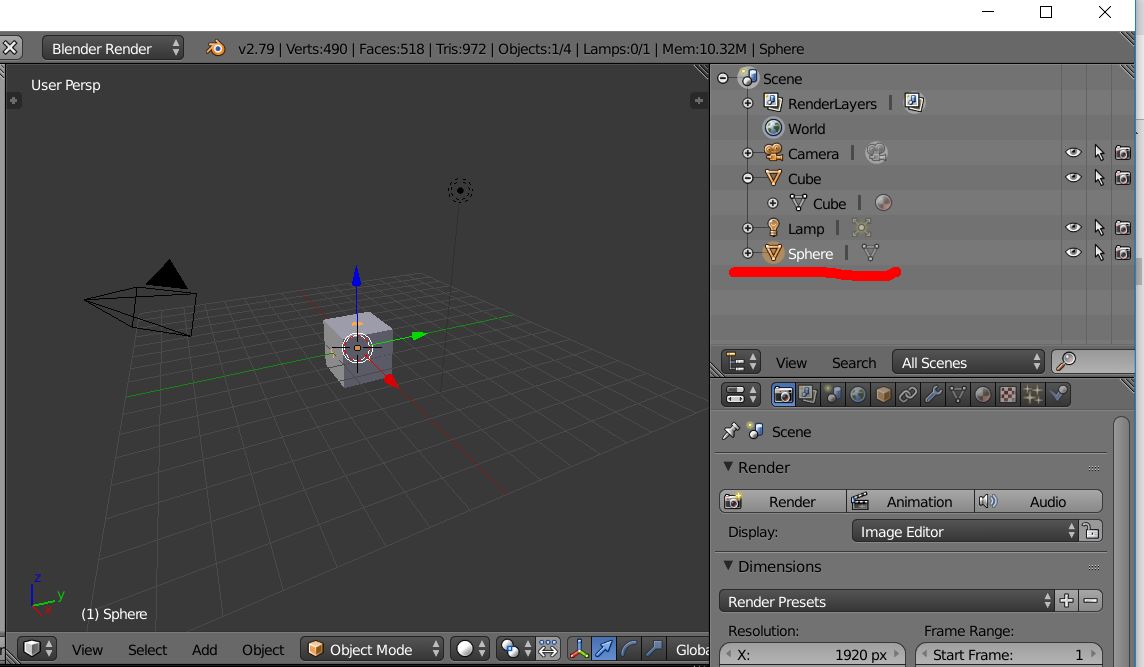 Blender Render
v2.79 | Verts:490 | Faces:518 | Tris:972 | Objects:1/4 | Lamps:0/1 | Mem:10.32M | Sphere
User Persp
Scene
RenderLayers |
World
Camera |
Cube
Cube |
Lamp |
Sphere |
View Search All Scenes
Scene
Render
Render Animation Audio
Display: Image Editor
Dimensions
Render Presets
Resolution: Frame Range:
X: 1920 px Start Frame: 1
z
y
x
(1) Sphere
View Select Add Object Object Mode Globa